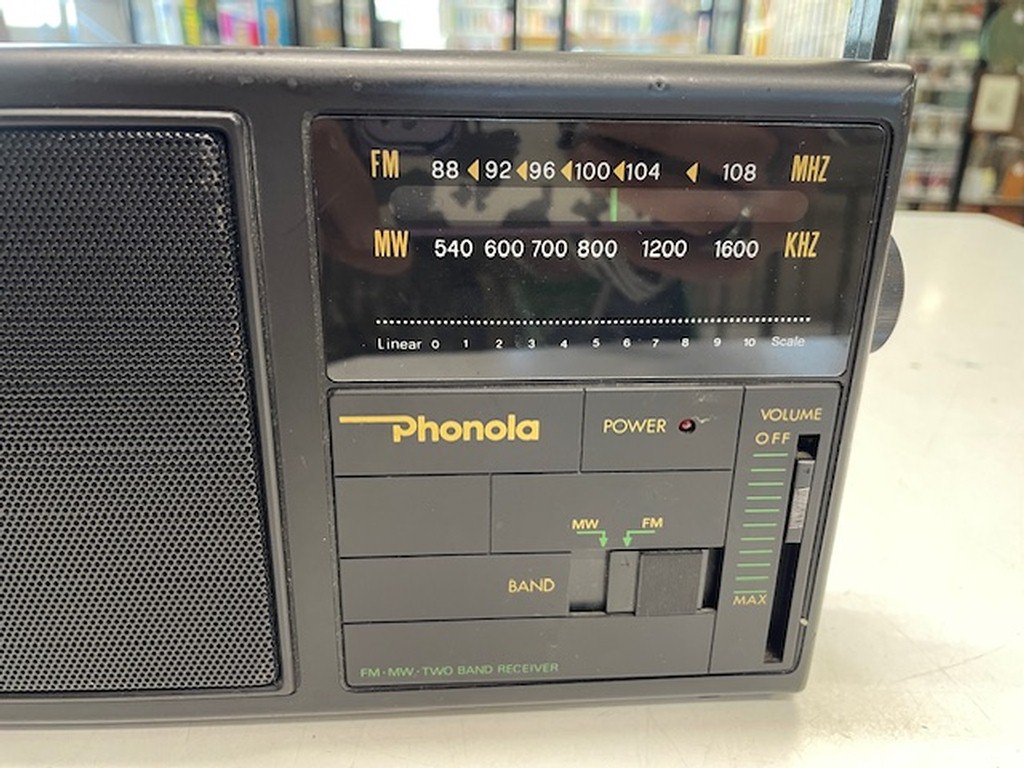 FM 88 92 96 100 104 108 MHZ
MW 540 600 700 800 1200 1600 KHZ
Linear 0 1 2 3 4 5 6 7 8 9 10 Scale
Phonola
POWER
VOLUME
OFF
MW FM
BAND
MAX
FM·MW·TWO BAND RECEIVER